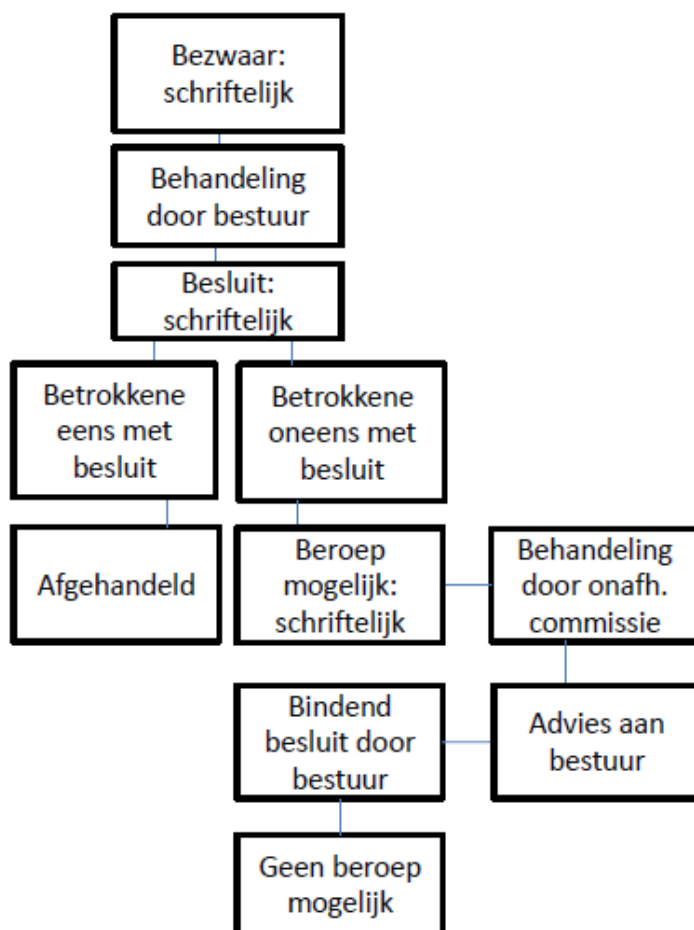 Bezwaar:
schriftelijk
Behandeling
door bestuur
Besluit:
schriftelijk
Betrokkene
eens met
besluit
Betrokkene
oneens met
besluit
Afgehandeld
Beroep
mogelijk:
schriftelijk
Behandeling
door onafh.
commissie
Bindend
besluit door
bestuur
Advies aan
bestuur
Geen beroep
mogelijk